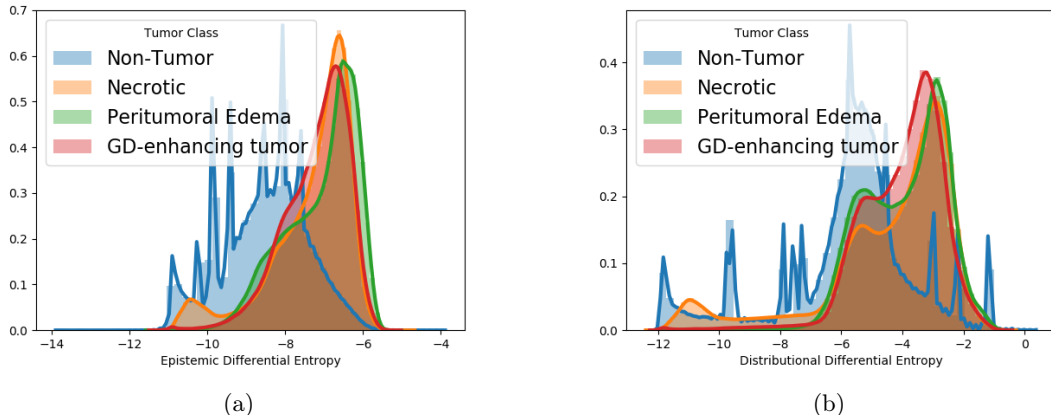 0.7
0.6
0.5
0.4
0.3
0.2
0.1
0.0
Tumor Class
Non-Tumor
Necrotic
Peritumoral Edema
GD-enhancing tumor
−14
−12
−10
−8
−6
−4
Epistemic Differential Entropy
(a)
0.4
0.3
0.2
0.1
0.0
Tumor Class
Non-Tumor
Necrotic
Peritumoral Edema
GD-enhancing tumor
−12
−10
−8
−6
−4
−2
0
Distributional Differential Entropy
(b)